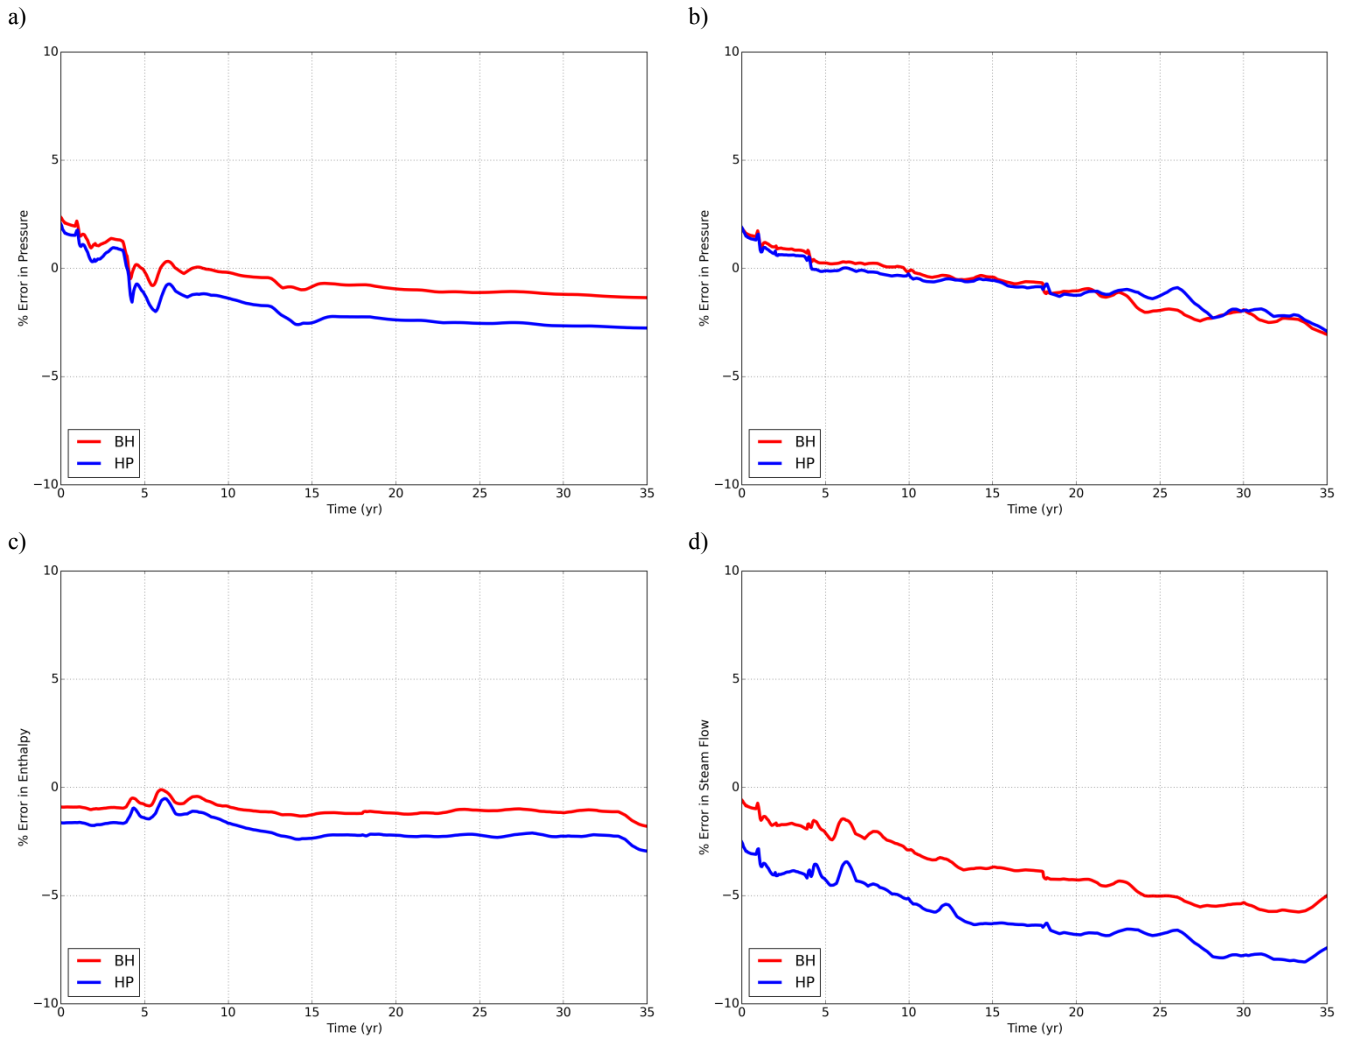 a)
10
5
0
−5
−10
% Error in Pressure
BH
HP
0 5 10 15 20 25 30 35
Time (yr)
b)
10
5
0
−5
−10
% Error in Pressure
BH
HP
0 5 10 15 20 25 30 35
Time (yr)
c)
10
5
0
−5
−10
% Error in Enthalpy
BH
HP
0 5 10 15 20 25 30 35
Time (yr)
d)
10
5
0
−5
−10
% Error in Steam Flow
BH
HP
0 5 10 15 20 25 30 35
Time (yr)